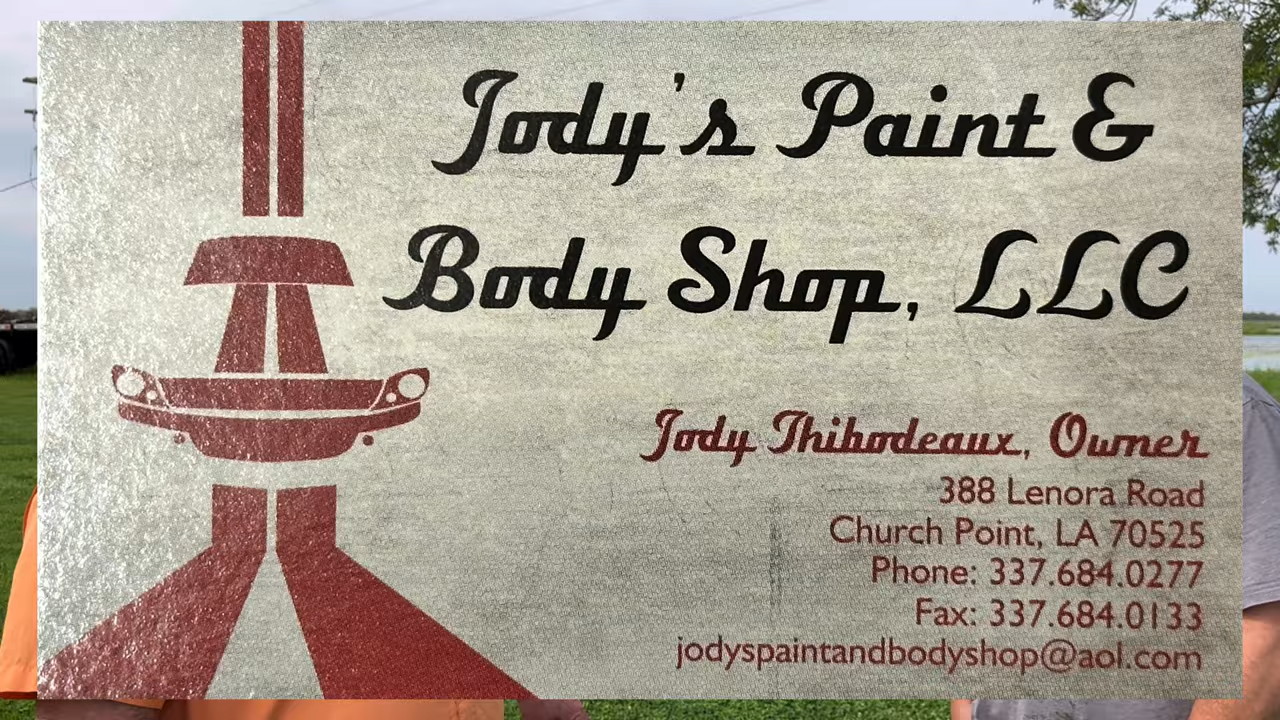 Jody's Paint &
Body Shop, LLC
Jody Thibodeaux, Owner
388 Lenora Road
Church Point, LA 70525
Phone: 337.684.0277
Fax: 337.684.0133
jodyspaintandbodyshop@aol.com